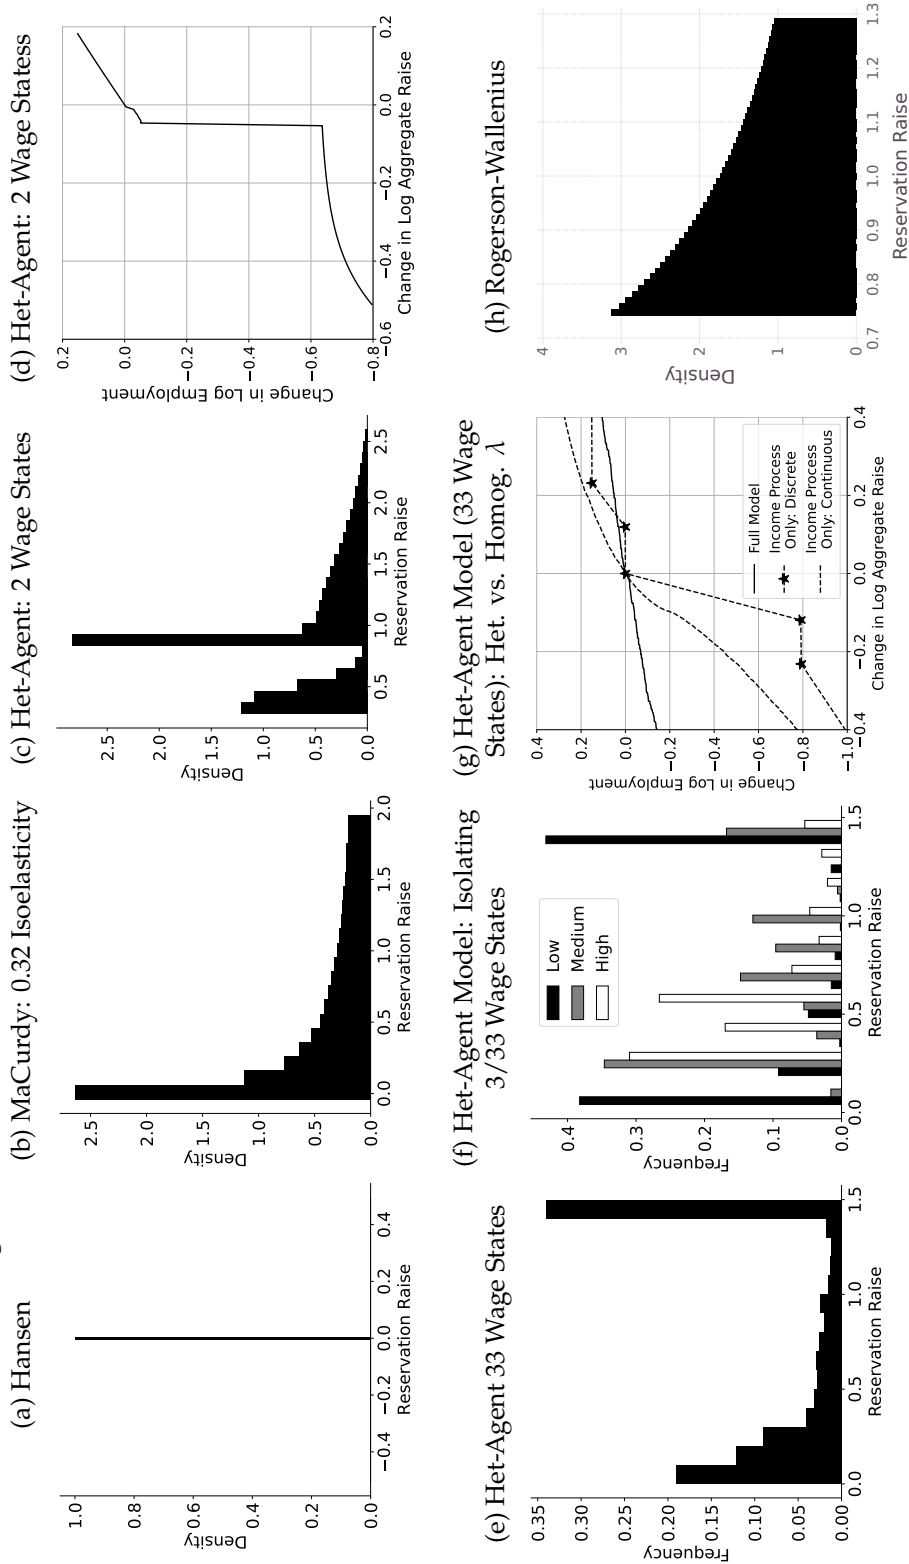 (a) Hansen
1.0
0.8
0.6
0.4
0.2
0.0
Density
−0.4
−0.2
0.0
0.2
0.4
Reservation Raise
(b) MaCurdy: 0.32 Isoelasticity
2.5
2.0
1.5
1.0
0.5
0.0
Density
0.0
0.5
1.0
1.5
2.0
Reservation Raise
(c) Het-Agent: 2 Wage States
2.5
2.0
1.5
1.0
0.5
0.0
Density
0.5
1.0
1.5
2.0
2.5
Reservation Raise
(d) Het-Agent: 2 Wage Statess
0.2
0.0
−0.2
−0.4
−0.6
−0.8
Change in Log Employment
−0.6
−0.4
−0.2
0.0
0.2
Change in Log Aggregate Raise
(e) Het-Agent 33 Wage States
0.35
0.30
0.25
0.20
0.15
0.10
0.05
0.00
Frequency
0.0
0.5
1.0
1.5
Reservation Raise
(f) Het-Agent Model: Isolating
3/33 Wage States
0.4
0.3
0.2
0.1
0.0
Frequency
Low
Medium
High
0.0
0.5
1.0
1.5
Reservation Raise
(g) Het-Agent Model (33 Wage
States): Het. vs. Homog. λ
0.4
0.2
0.0
−0.2
−0.4
−0.6
−0.8
−1.0
Change in Log Employment
Full Model
Income Process
Only: Discrete
Income Process
Only: Continuous
−0.4
−0.2
0.0
0.2
0.4
Change in Log Aggregate Raise
(h) Rogerson-Wallenius
4
3
2
1
0
Density
0.7
0.8
0.9
1.0
1.1
1.2
1.3
Reservation Raise